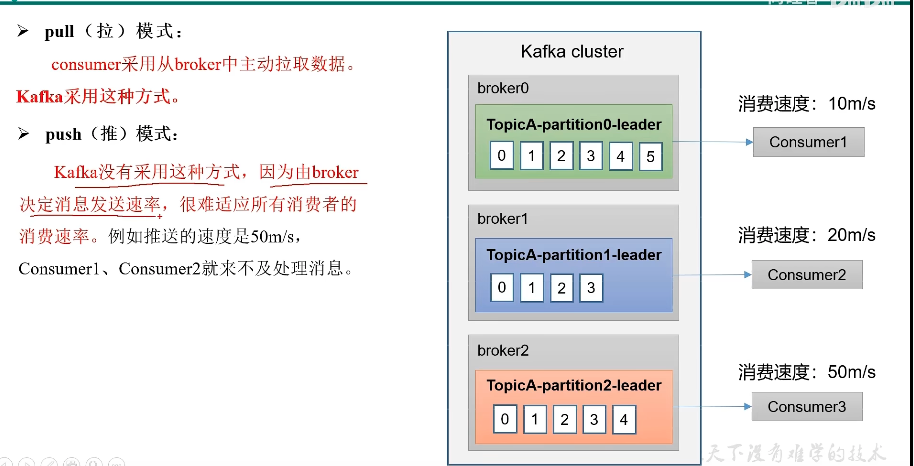 ➢ pull（拉）模式：
consumer采用从broker中主动拉取数据。
Kafka采用这种方式。
➢ push（推）模式：
Kafka没有采用这种方式，因为由broker
决定消息发送速率，很难适应所有消费者的
消费速率。例如推送的速度是50m/s，
Consumer1、Consumer2就来不及处理消息。
Kafka cluster
broker0
TopicA-partition0-leader
0 1 2 3 4 5
消费速度：10m/s
Consumer1
broker1
TopicA-partition1-leader
0 1 2 3
消费速度：20m/s
Consumer2
broker2
TopicA-partition2-leader
0 1 2 3 4
消费速度：50m/s
Consumer3
天下没有难学的技术